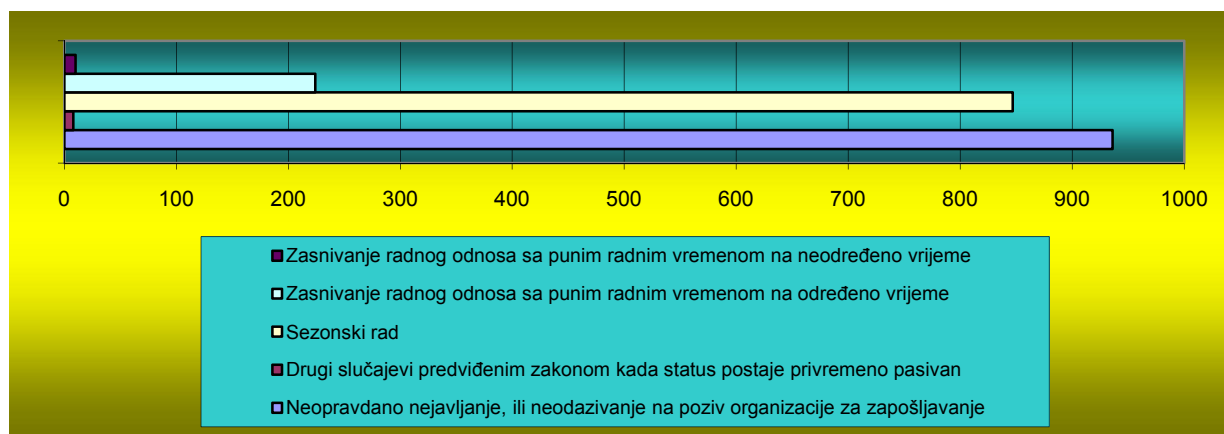 0 100 200 300 400 500 600 700 800 900 1000
Zasnivanje radnog odnosa sa punim radnim vremenom na neodređeno vrijeme
Zasnivanje radnog odnosa sa punim radnim vremenom na određeno vrijeme
Sezonski rad
Drugi slučajevi predviđenim zakonom kada status postaje privremeno pasivan
Neopravdano nejavljanje, ili neodazivanje na poziv organizacije za zapošljavanje